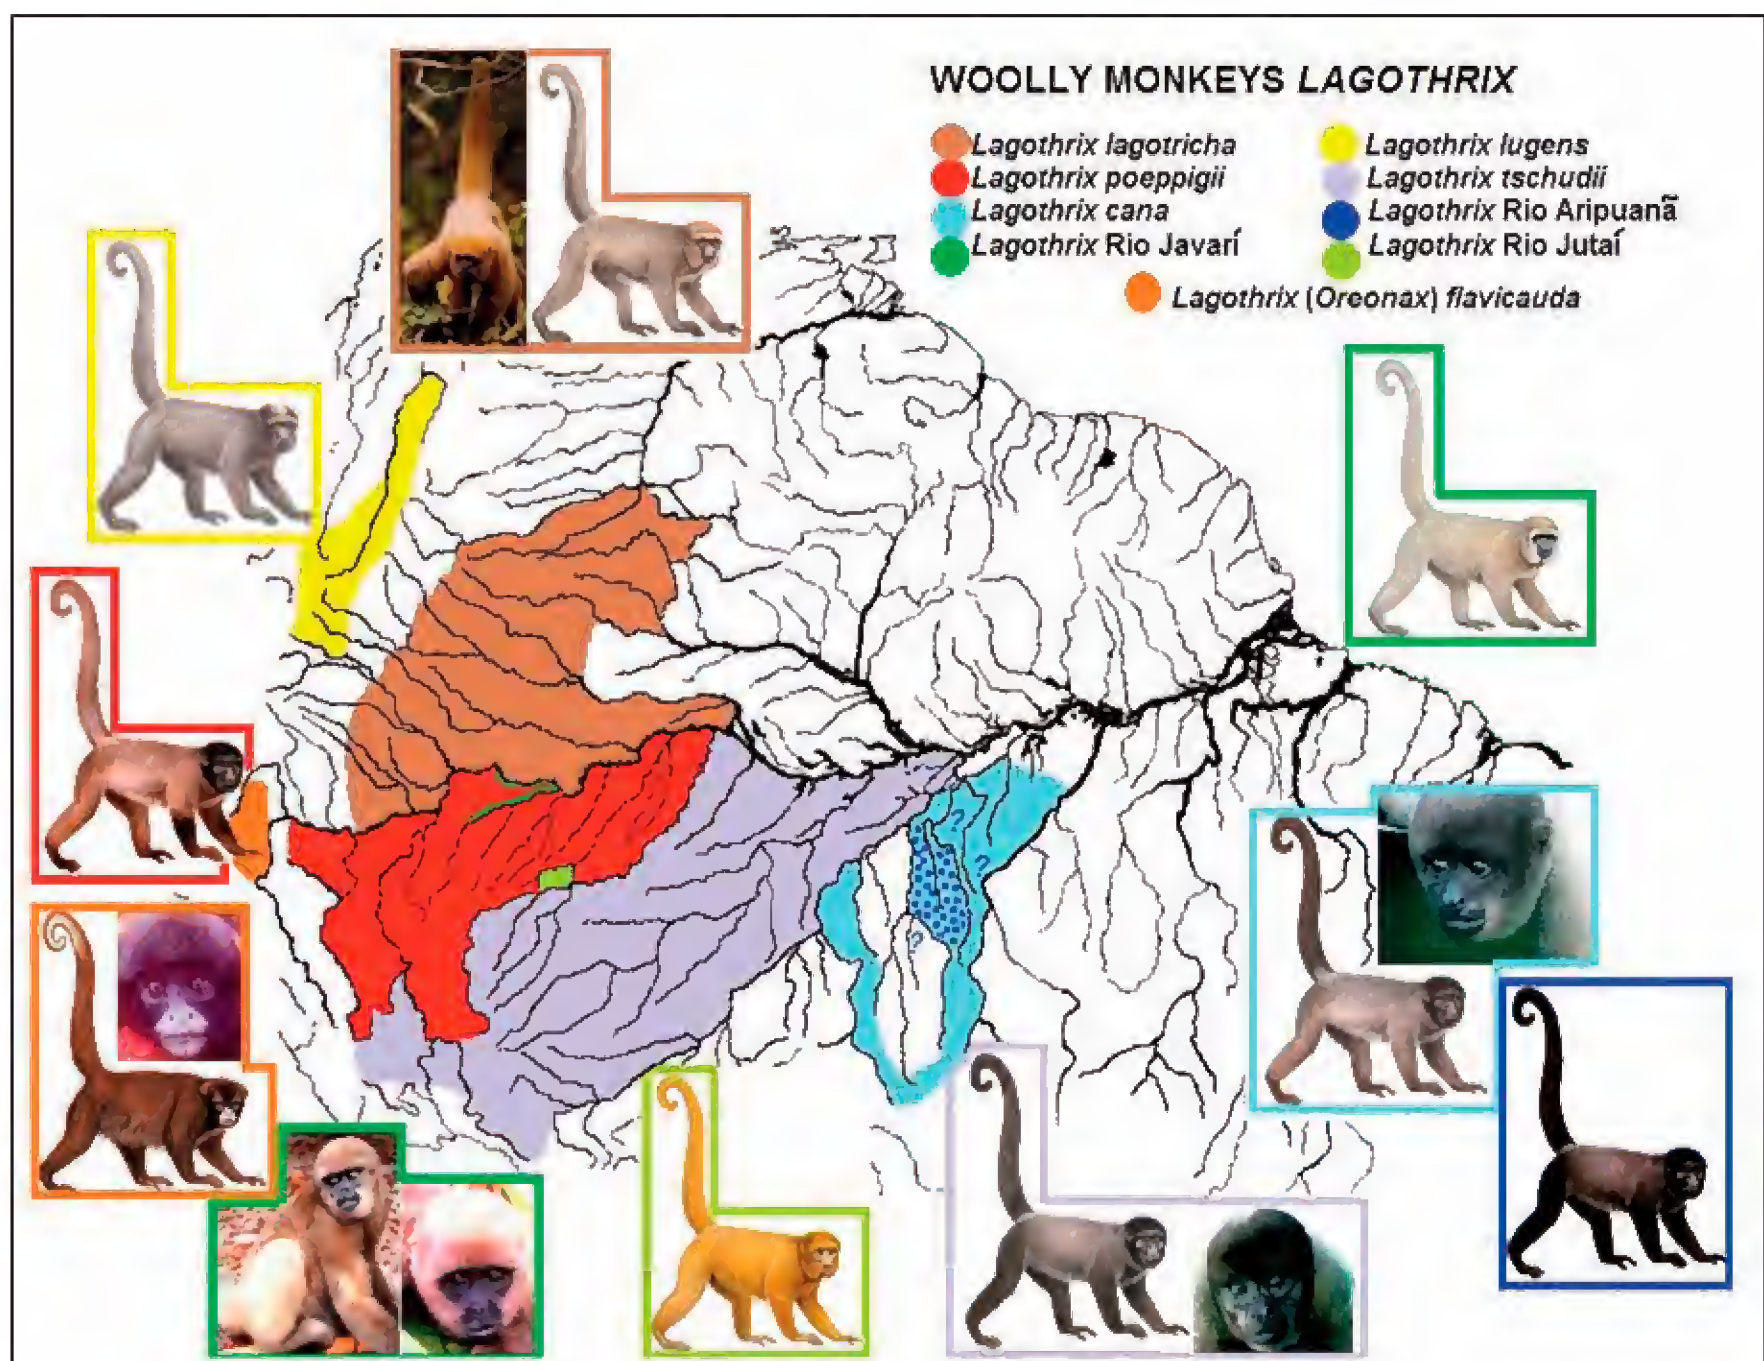 WOOLLY MONKEYS LAGOTHRIX
Lagothrix lagotricha
Lagothrix poeppigii
Lagothrix cana
Lagothrix Rio Javarí
Lagothrix lugens
Lagothrix tschudii
Lagothrix Rio Aripuanã
Lagothrix Rio Jutaí
Lagothrix (Oreonax) flavicauda
?
?
?